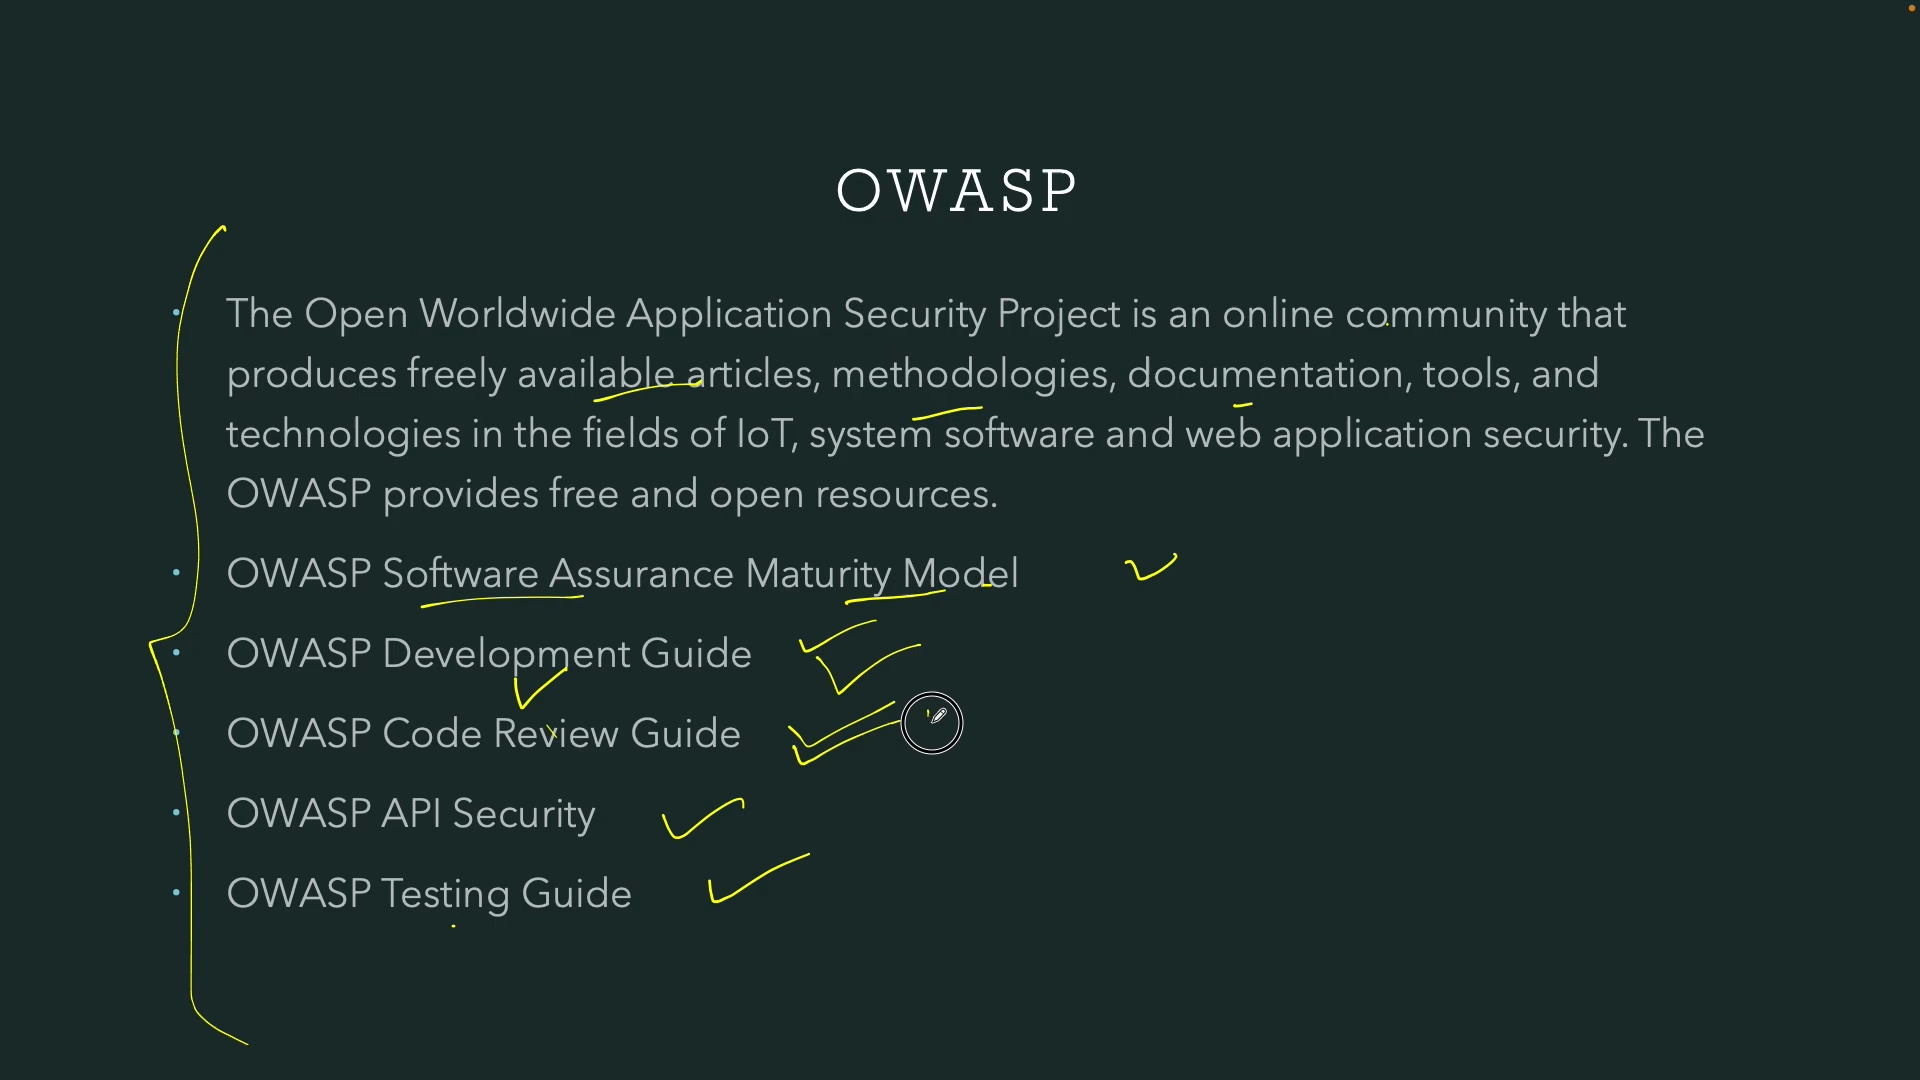 OWASP
The Open Worldwide Application Security Project is an online community that
produces freely available articles, methodologies, documentation, tools, and
technologies in the fields of IoT, system software and web application security. The
OWASP provides free and open resources.
OWASP Software Assurance Maturity Model
OWASP Development Guide
OWASP Code Review Guide
OWASP API Security
OWASP Testing Guide